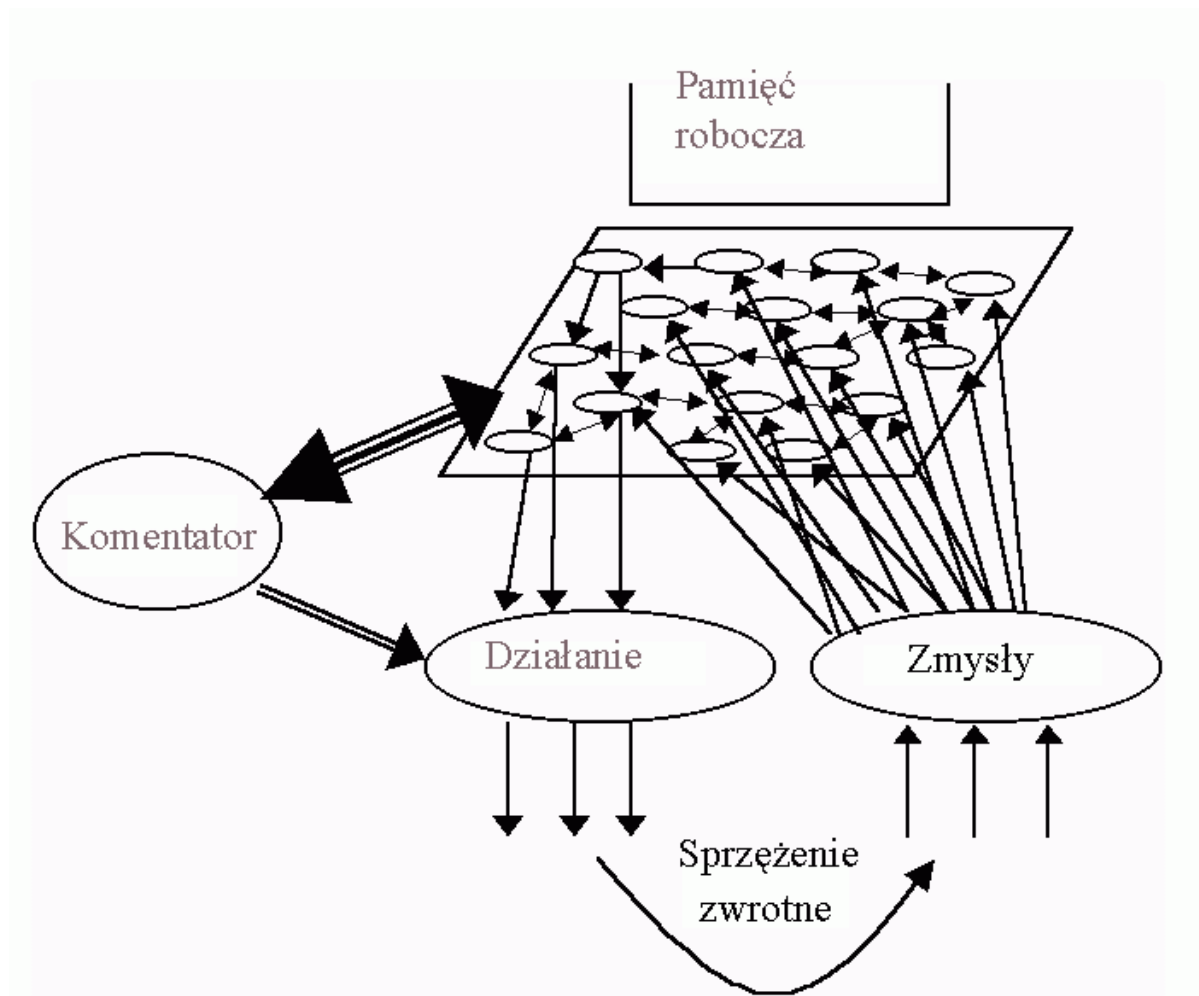 Pamięć
robocza
Komentator
Działanie
Zmysły
Sprzężenie
zwrotne